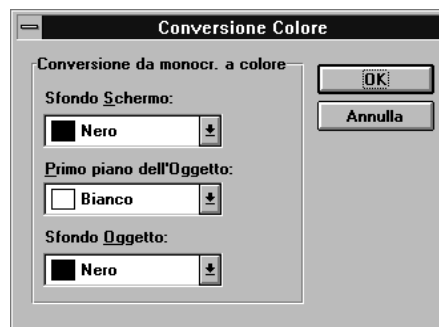 Conversione Colore
Conversione da monocr. a colore
OK
Sfondo Schermo:
Annulla
Nero
Primo piano dell'Oggetto:
Bianco
Sfondo Oggetto:
Nero